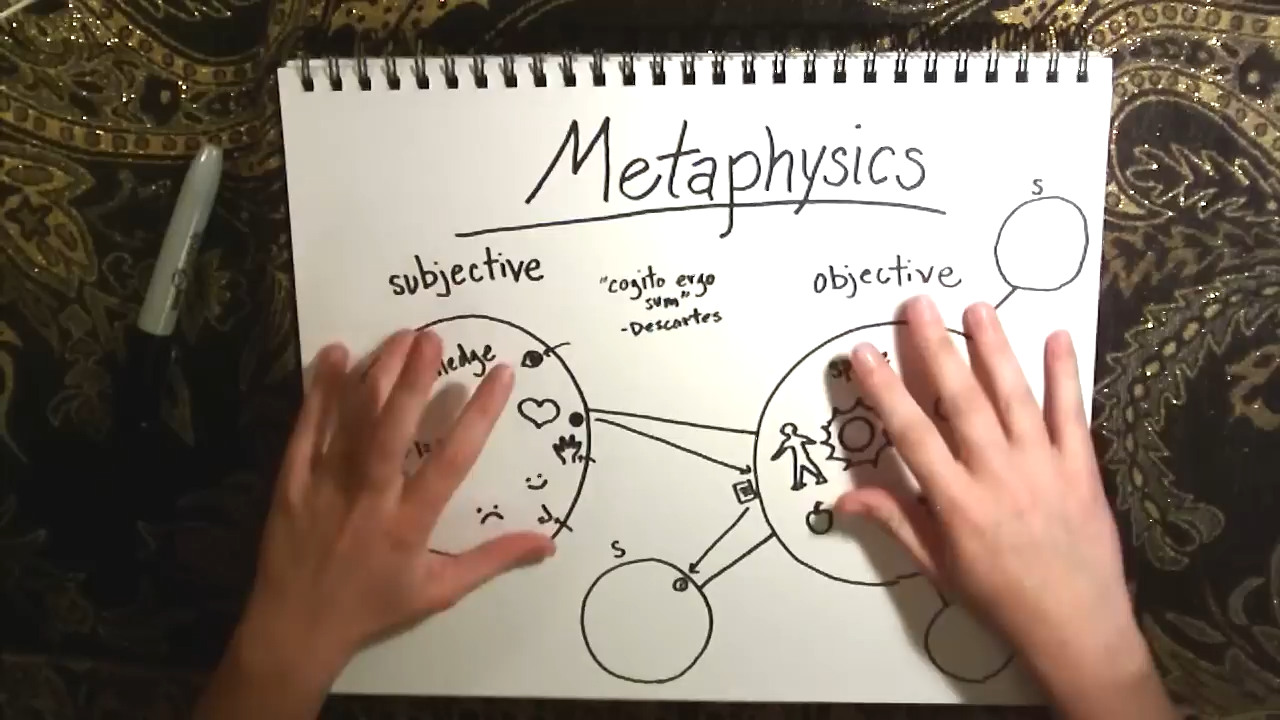 Metaphysics
subjective
objective
S
"cogito ergo
sum"
-Descartes
S